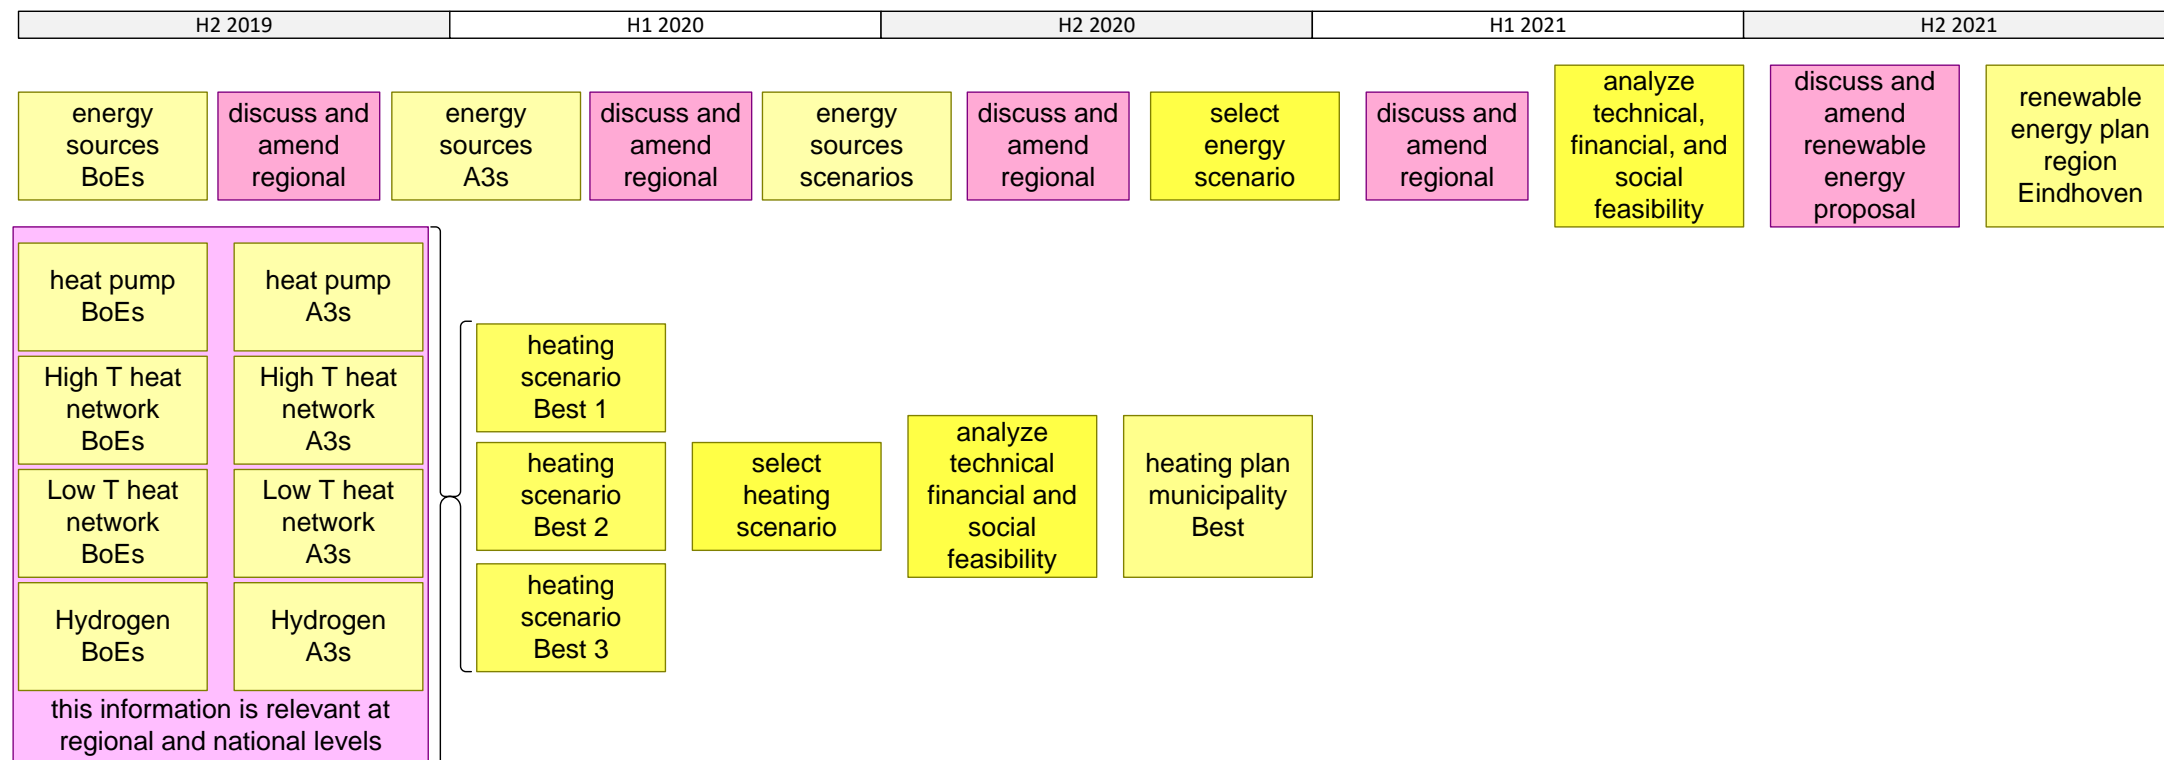 H2 2019
H1 2020
H2 2020
H1 2021
H2 2021
energy
sources
BoEs
discuss and
amend
regional
energy
sources
A3s
discuss and
amend
regional
energy
sources
scenarios
discuss and
amend
regional
select
energy
scenario
discuss and
amend
regional
analyze
technical,
financial, and
social
feasibility
discuss and
amend
renewable
energy
proposal
renewable
energy plan
region
Eindhoven
heat pump
BoEs
heat pump
A3s
High T heat
network
BoEs
High T heat
network
A3s
Low T heat
network
BoEs
Low T heat
network
A3s
Hydrogen
BoEs
Hydrogen
A3s
this information is relevant at
regional and national levels
heating
scenario
Best 1
heating
scenario
Best 2
heating
scenario
Best 3
select
heating
scenario
analyze
technical
financial and
social
feasibility
heating plan
municipality
Best